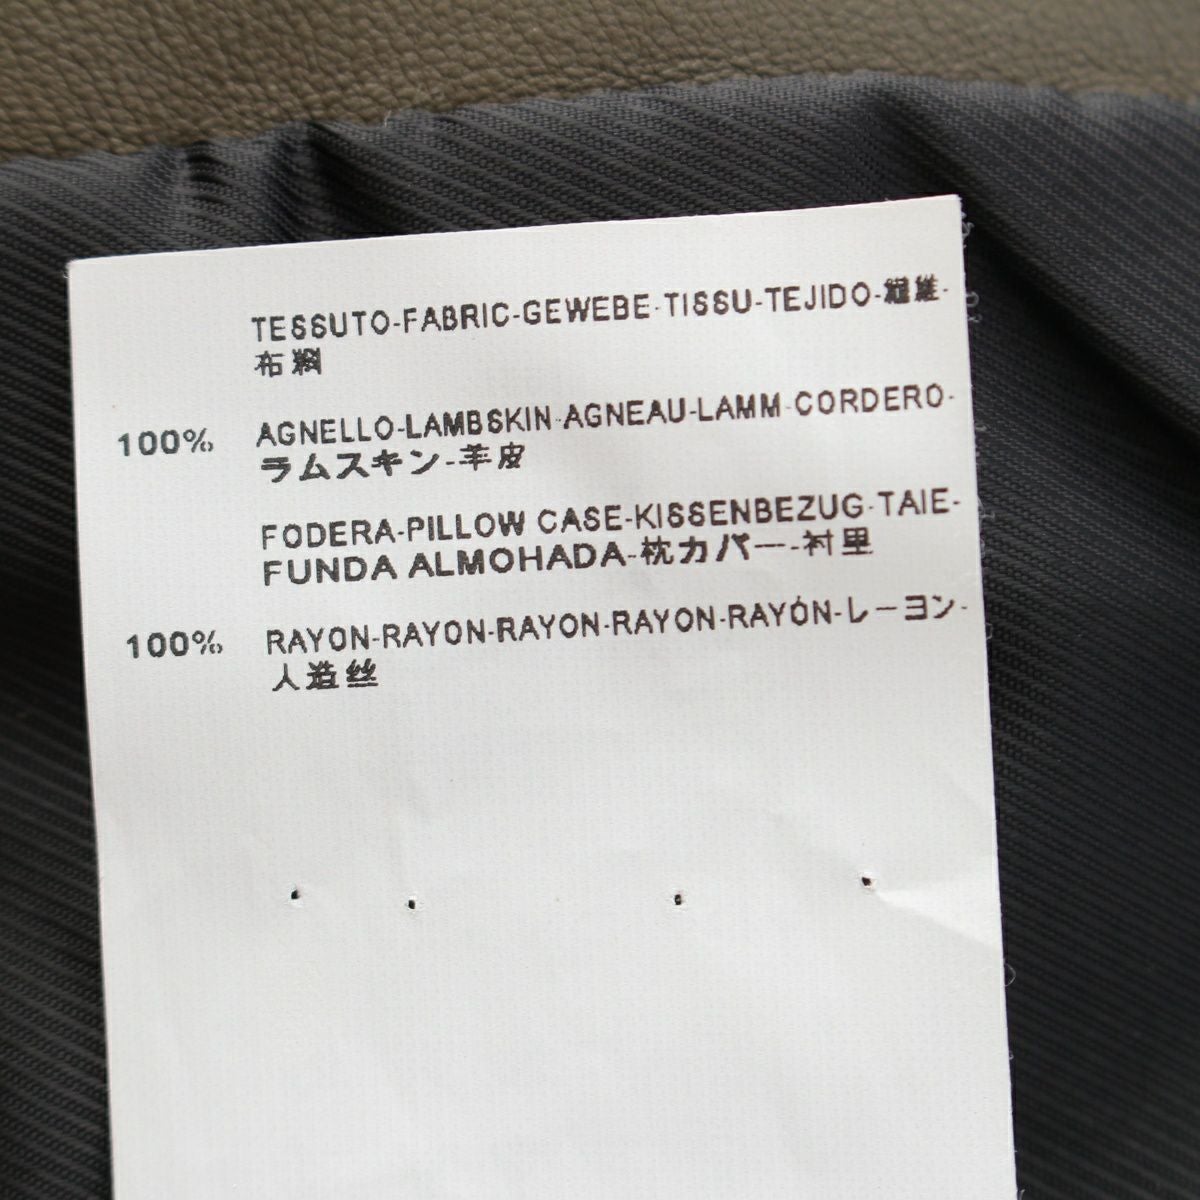 TESSUTO-FABRIC-GEWEBE-TISSU-TEJIDO-繊維-
布料
100% AGNELLO-LAMBSKIN-AGNEAU-LAMM-CORDERO-
ラムスキン-羊皮
FODERA-PILLOW CASE-KISSENBEZUG-TAIE-
FUNDA ALMOHADA-枕カバー-衬里
100% RAYON-RAYON-RAYON-RAYON-RAYÓN-レーヨン-
人造丝